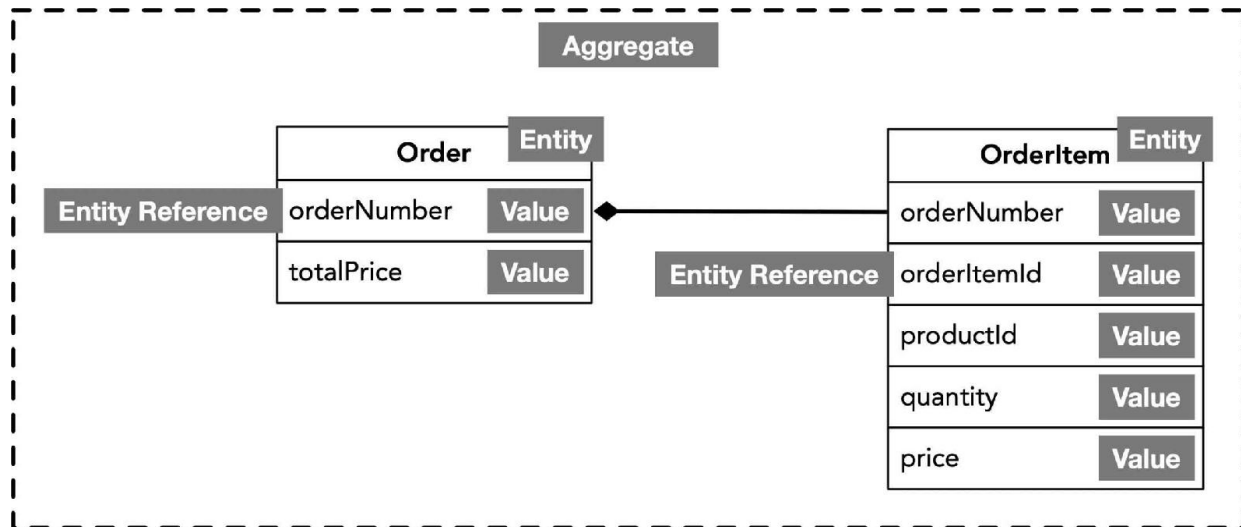 Aggregate
Order Entity
Entity Reference orderNumber Value
totalPrice Value
OrderItem Entity
orderNumber Value
Entity Reference orderItemId Value
productId Value
quantity Value
price Value